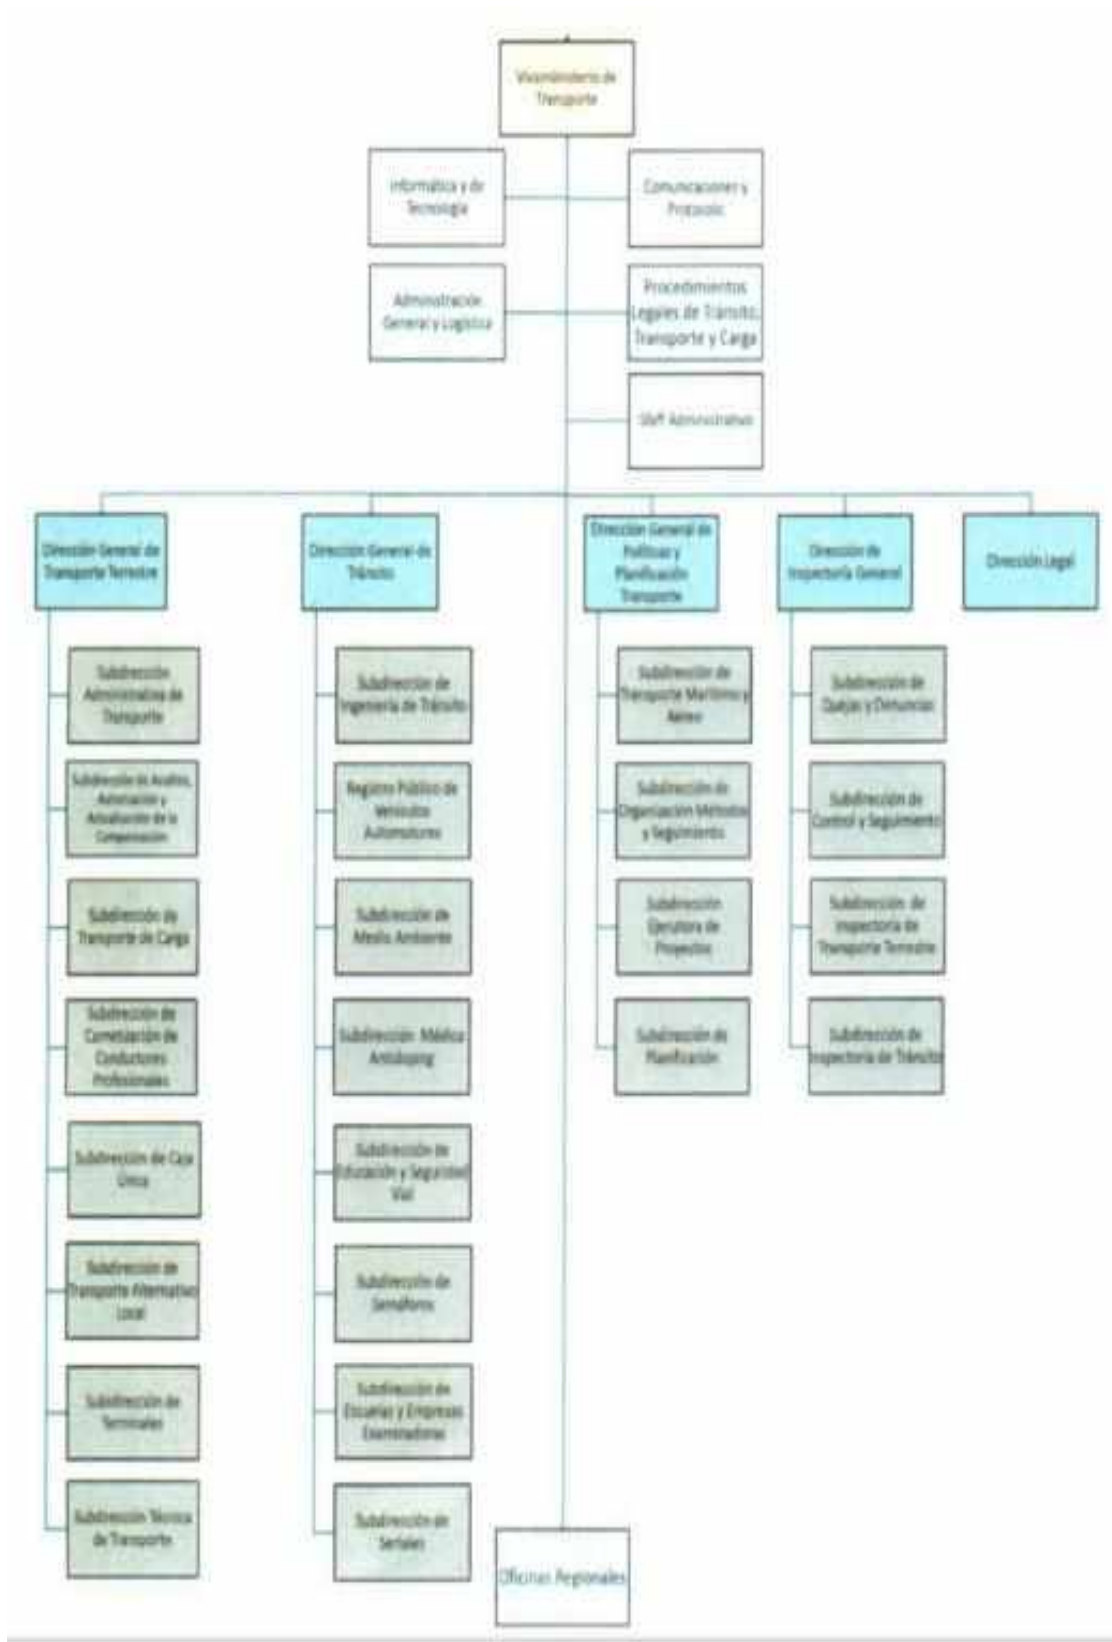 Viceministerio de
Transporte
Informática y de
Tecnología
Comunicaciones y
Protocolo
Administración
General y Logística
Procedimientos
Legales de Tránsito,
Transporte y Carga
Staff Administrativo
Dirección General de
Transporte Terrestre
Dirección General de
Tránsito
Dirección General de
Políticas y
Planificación
Transporte
Dirección de
Inspectoría General
Dirección Legal
Subdirección
Administrativa de
Transporte
Subdirección de Análisis,
Autorización y
Actualización de la
Compensación
Subdirección de
Transporte de Carga
Subdirección de
Carnetización de
Conductores
Profesionales
Subdirección de Caja
Única
Subdirección de
Transporte Alternativo
Local
Subdirección de
Terminales
Subdirección Técnica
de Transporte
Subdirección de
Ingeniería de Tránsito
Registro Público de
Vehículos
Automotores
Subdirección de
Medio Ambiente
Subdirección Médica
Antidoping
Subdirección de
Educación y Seguridad
Vial
Subdirección de
Semáforos
Subdirección de
Escuelas y Empresas
Examinadoras
Subdirección de
Señales
Subdirección de
Transporte Marítimo y
Aéreo
Subdirección de
Organización Métodos
y Seguimiento
Subdirección
Ejecutora de
Proyectos
Subdirección de
Planificación
Subdirección de
Quejas y Denuncias
Subdirección de
Control y Seguimiento
Subdirección de
Inspectoría de
Transporte Terrestre
Subdirección de
Inspectoría de Tránsito
Oficinas Regionales